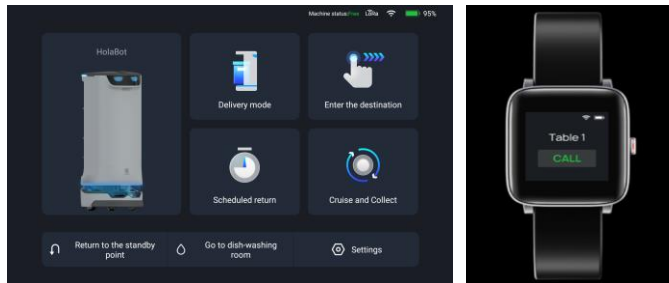 Machine status:Free LoRa 95%
HolaBot
Delivery mode
Enter the destination
Scheduled return
Cruise and Collect
Return to the standby
point
Go to dish-washing
room
Settings
Table 1
CALL